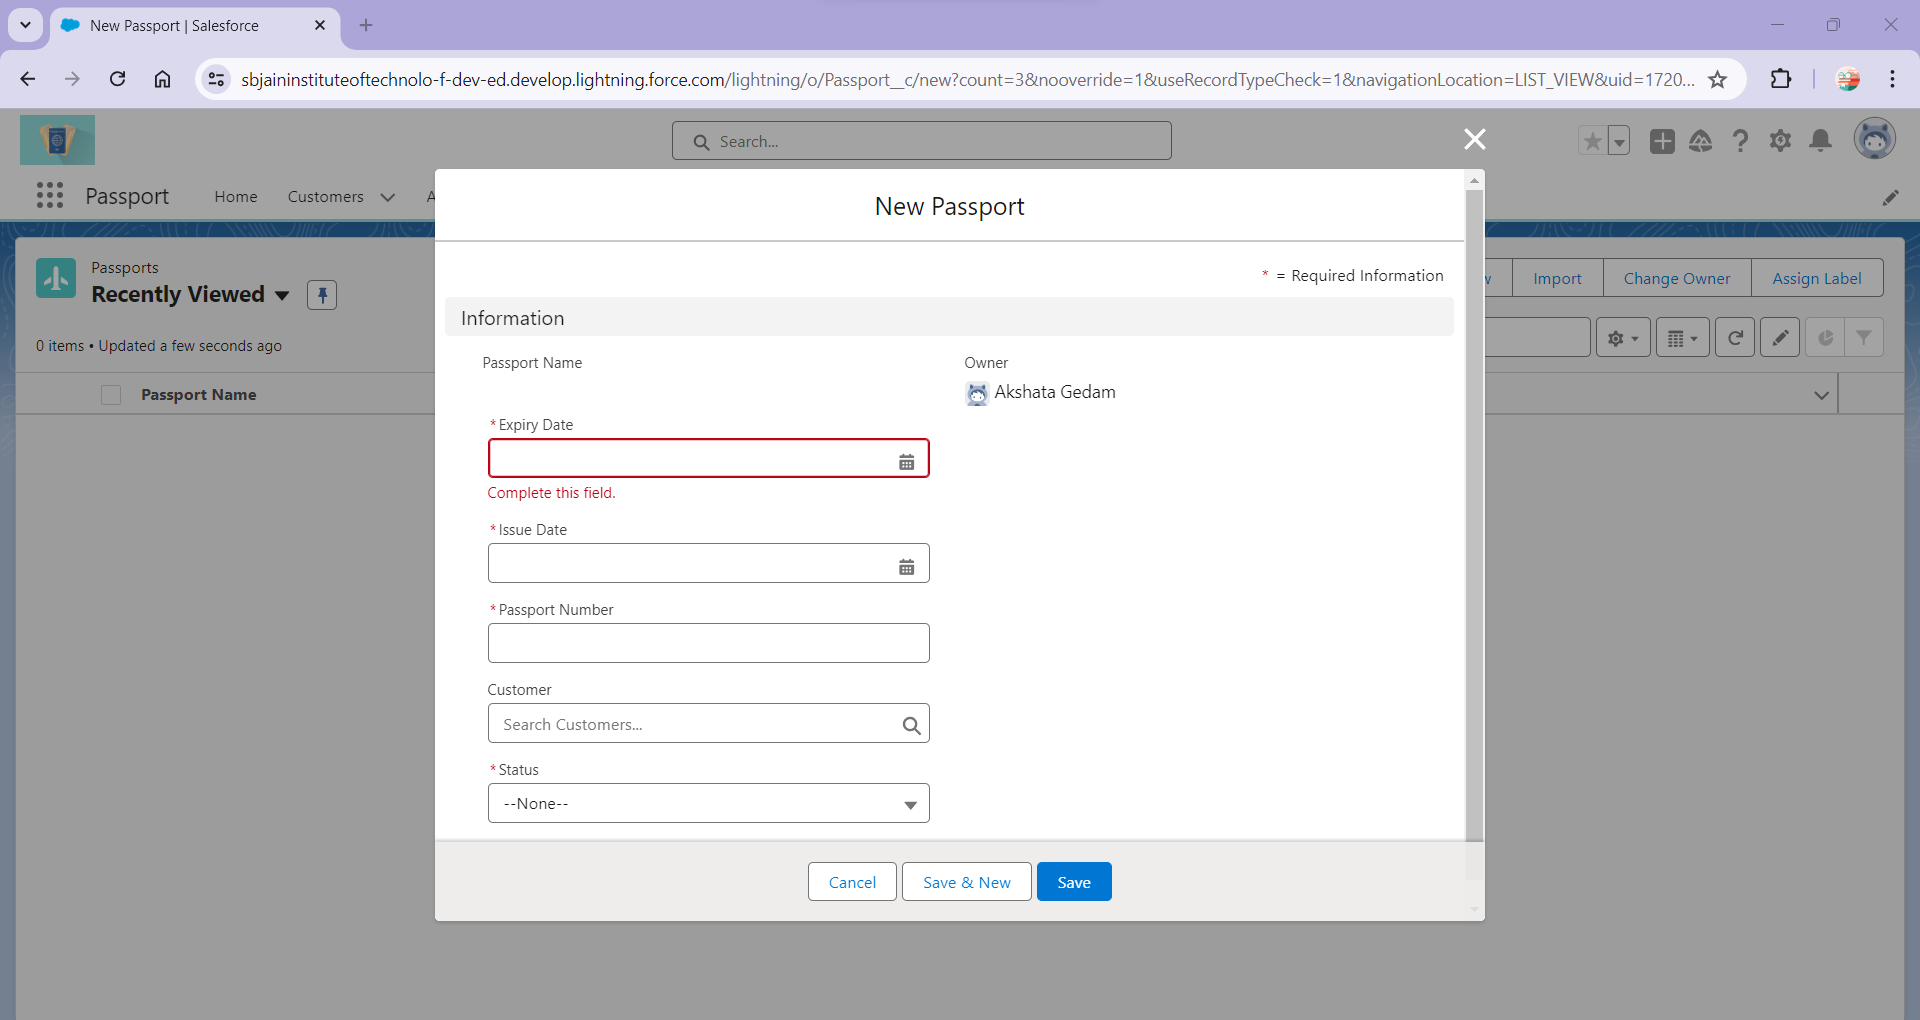 New Passport | Salesforce
sbjaininstituteoftechnolo-f-dev-ed.develop.lightning.force.com/lightning/o/Passport__c/new?count=3&nooverride=1&useRecordTypeCheck=1&navigationLocation=LIST_VIEW&uid=1720...
Search...
Passport
Home
Customers
A
New Passport
* = Required Information
Passports
Recently Viewed
0 items • Updated a few seconds ago
Passport Name
w
Import
Change Owner
Assign Label
Information
Passport Name
Owner
Akshata Gedam
*Expiry Date
Complete this field.
*Issue Date
*Passport Number
Customer
Search Customers...
*Status
--None--
Cancel
Save & New
Save